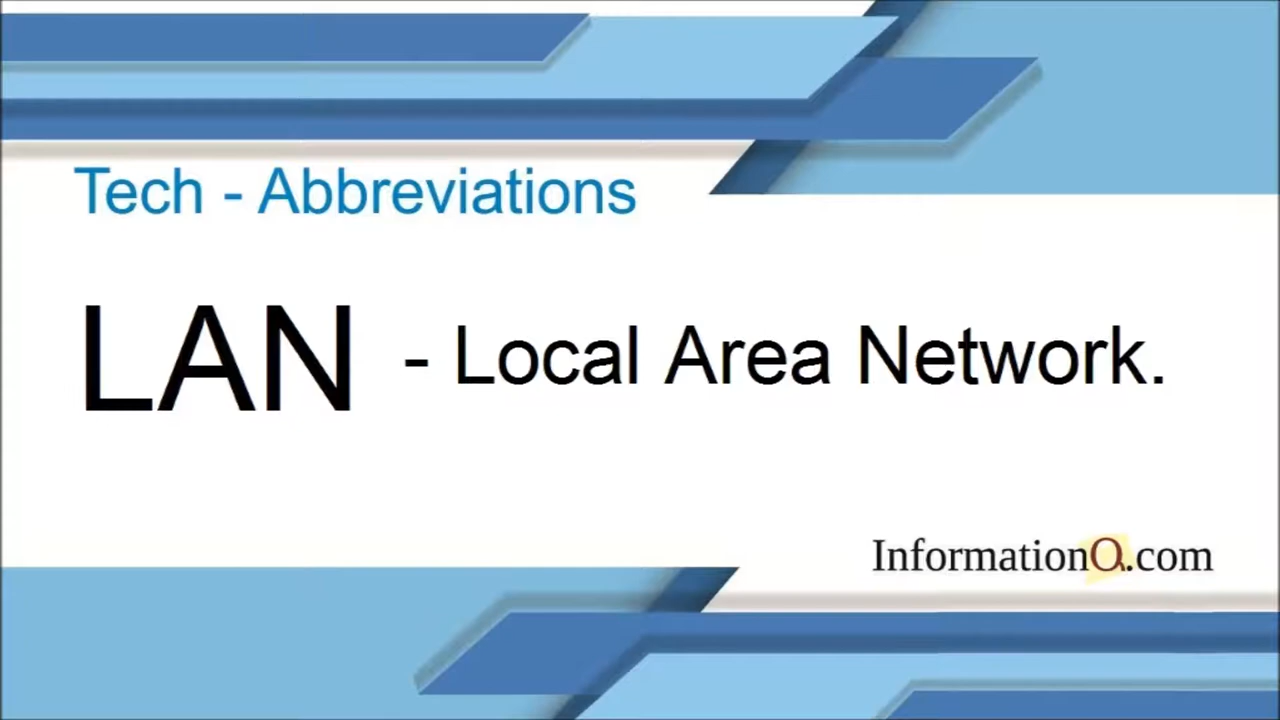 Tech - Abbreviations
LAN - Local Area Network.
InformationQ.com